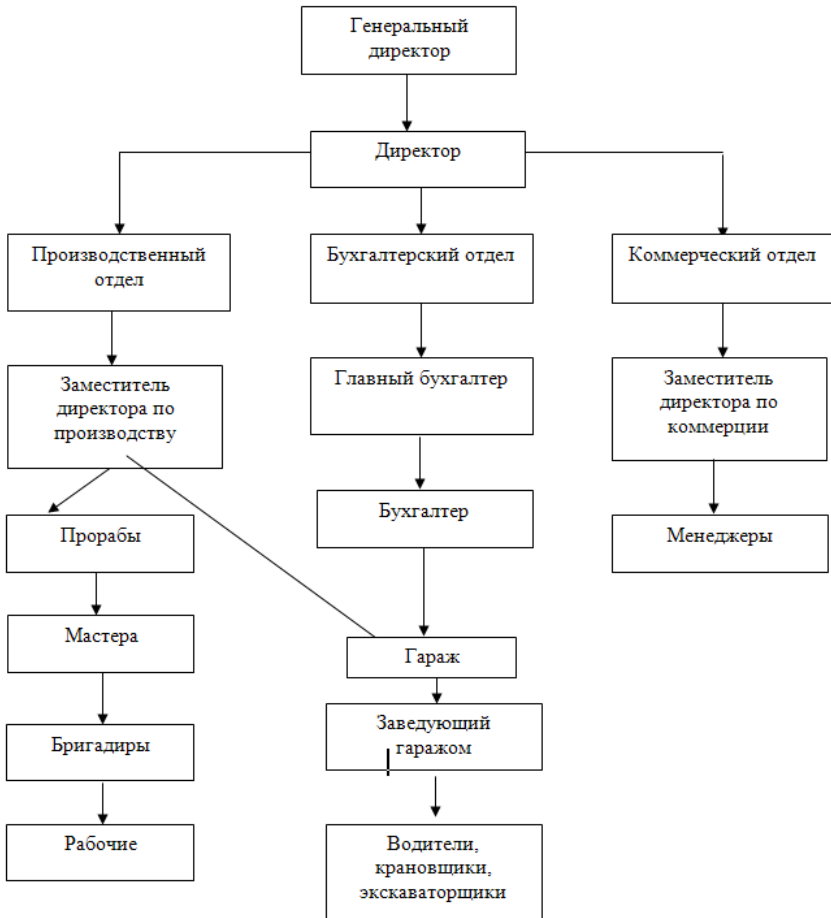 Генеральный
директор
Директор
Производственный
отдел
Бухгалтерский отдел
Коммерческий отдел
Заместитель
директора по
производству
Главный бухгалтер
Заместитель
директора по
коммерции
Прорабы
Бухгалтер
Менеджеры
Мастера
Гараж
Бригадиры
Заведующий
гаражом
Рабочие
Водители,
крановщики,
экскаваторщики